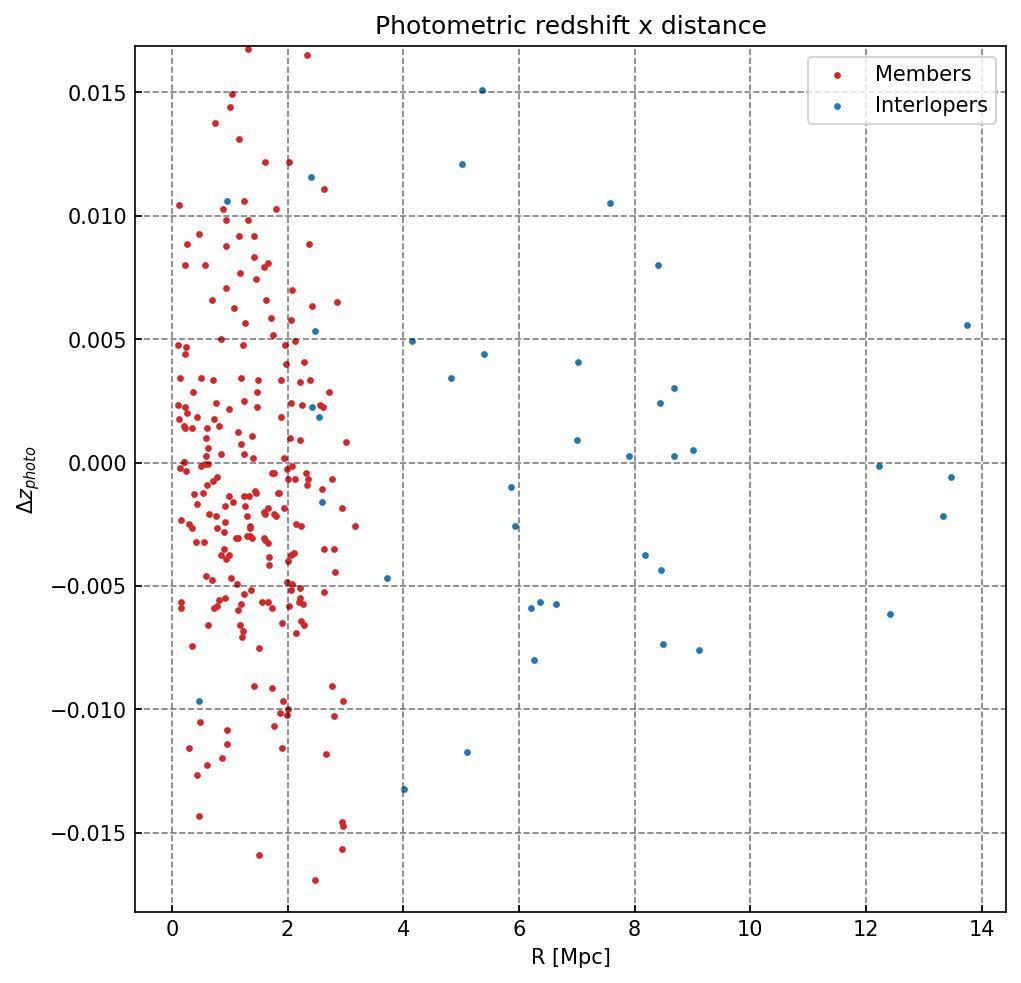 Photometric redshift x distance
Members
Interlopers
0.015
0.010
0.005
0.000
−0.005
−0.010
−0.015
Δz_photo
0 2 4 6 8 10 12 14
R [Mpc]